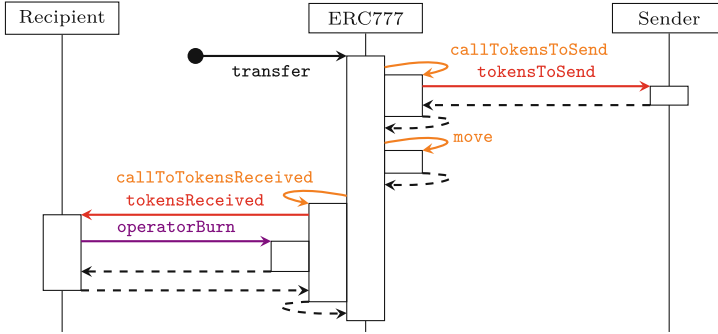 Recipient
ERC777
Sender
callTokensToSend
transfer
tokensToSend
move
callToTokensReceived
tokensReceived
operatorBurn